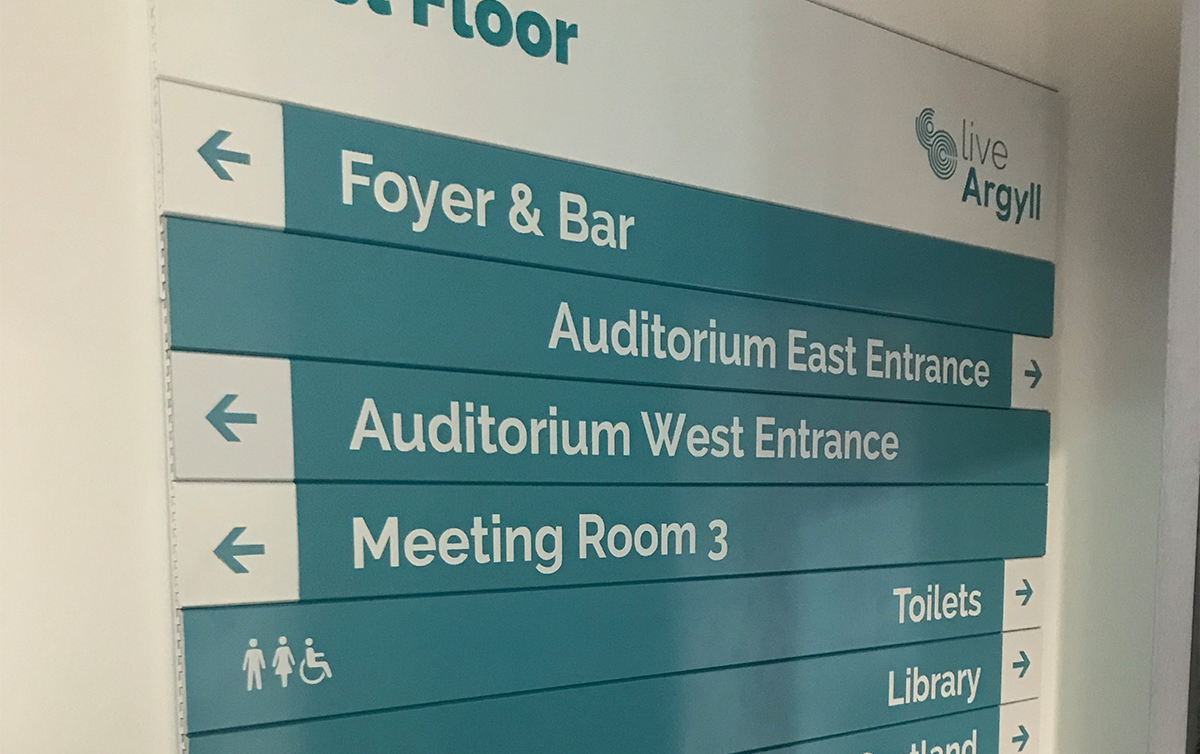 Floor
live
Argyll
Foyer & Bar
Auditorium East Entrance
Auditorium West Entrance
Meeting Room 3
Toilets
Library